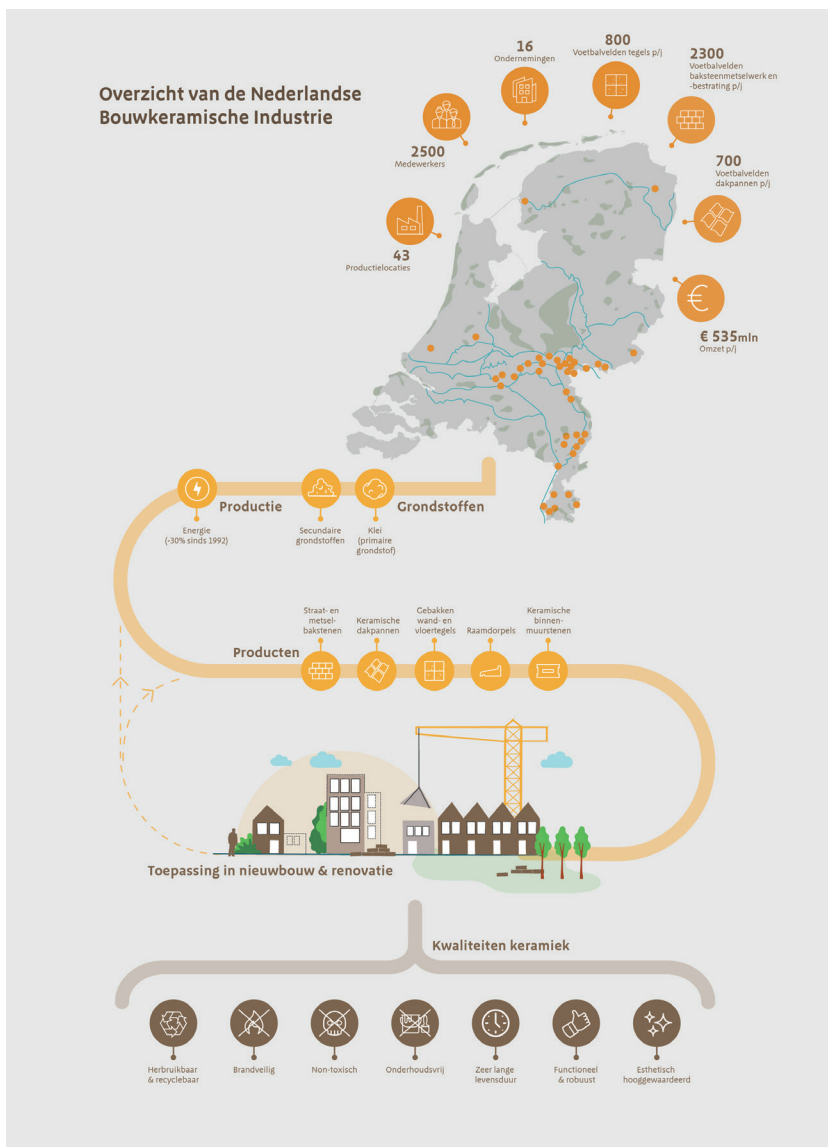 Overzicht van de Nederlandse
Bouwkeramische Industrie
16
Ondernemingen
800
Voetbalvelden tegels p/j
2300
Voetbalvelden
baksteenmetselwerk en
-bestrating p/j
2500
Medewerkers
700
Voetbalvelden
dakpannen p/j
43
Productielocaties
€
€ 535mln
Omzet p/j
Productie
Grondstoffen
Energie
(-30% sinds 1992)
Secundaire
grondstoffen
Klei
(primaire
grondstof)
Producten
Straat- en
metsel-
bakstenen
Keramische
dakpannen
Gebakken
wand- en
vloertegels
Raamdorpels
Keramische
binnen-
muurstenen
Toepassing in nieuwbouw & renovatie
Kwaliteiten keramiek
Herbruikbaar
& recyclebaar
Brandveilig
Non-toxisch
Onderhoudsvrij
Zeer lange
levensduur
Functioneel
& robuust
Esthetisch
hooggewaardeerd